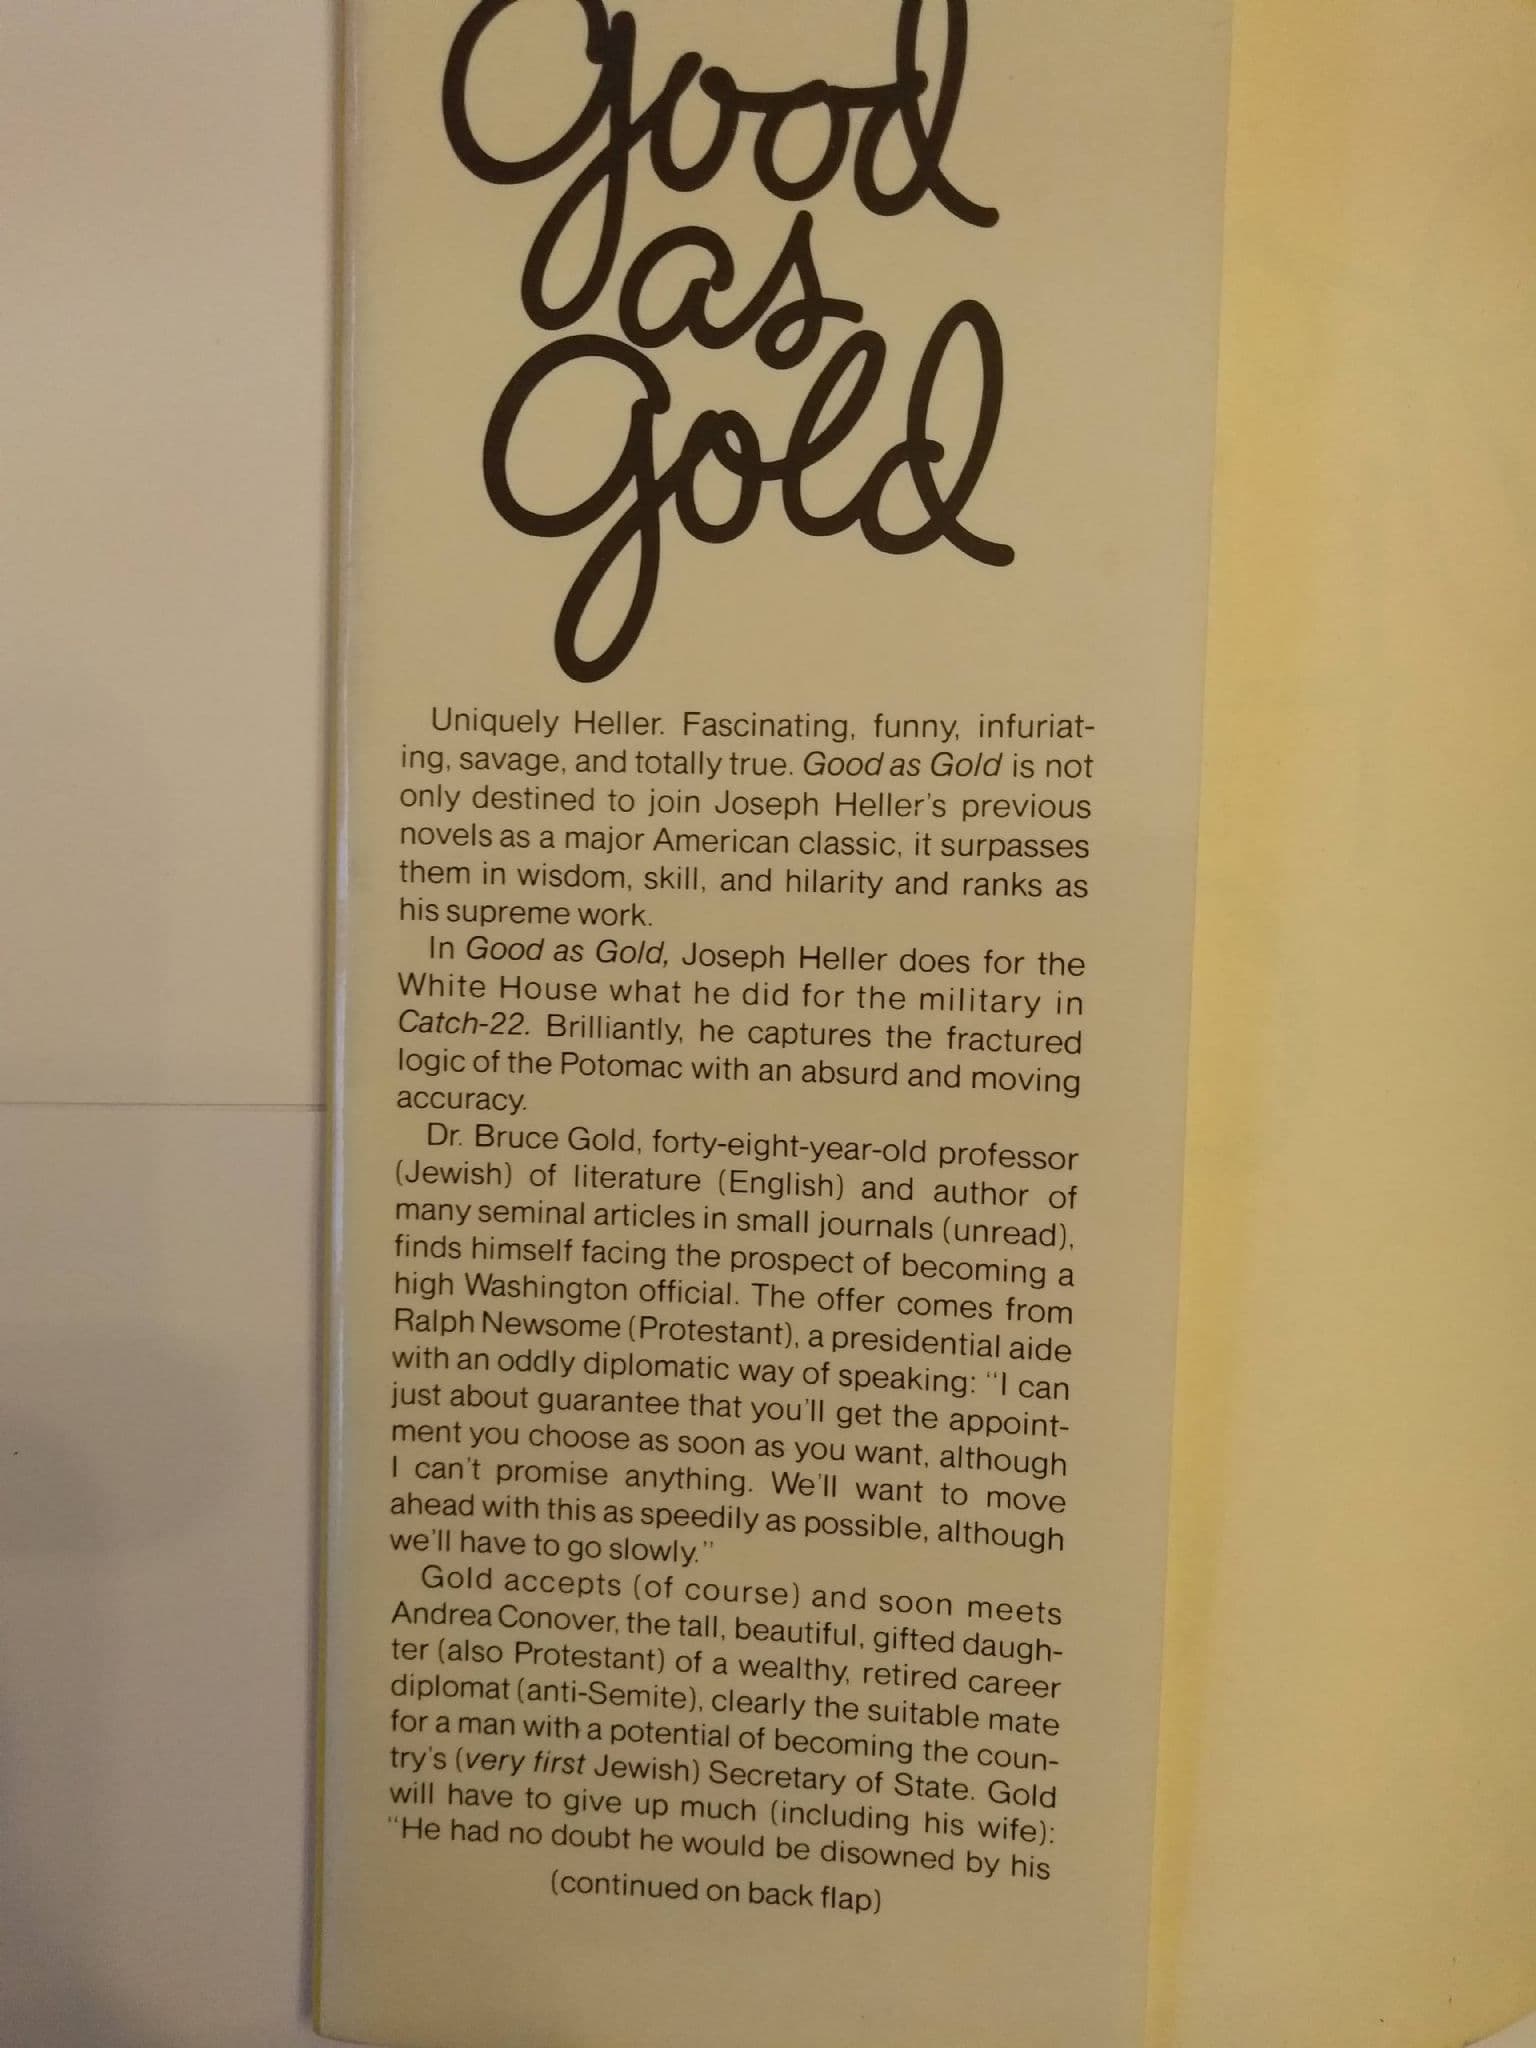 Good
as
Gold
Uniquely Heller. Fascinating, funny, infuriat-
ing, savage, and totally true. Good as Gold is not
only destined to join Joseph Heller's previous
novels as a major American classic, it surpasses
them in wisdom, skill, and hilarity and ranks as
his supreme work.
In Good as Gold, Joseph Heller does for the
White House what he did for the military in
Catch-22. Brilliantly, he captures the fractured
logic of the Potomac with an absurd and moving
accuracy.
Dr. Bruce Gold, forty-eight-year-old professor
(Jewish) of literature (English) and author of
many seminal articles in small journals (unread),
finds himself facing the prospect of becoming a
high Washington official. The offer comes from
Ralph Newsome (Protestant), a presidential aide
with an oddly diplomatic way of speaking: "I can
just about guarantee that you'll get the appoint-
ment you choose as soon as you want, although
I can't promise anything. We'll want to move
ahead with this as speedily as possible, although
we'll have to go slowly."
Gold accepts (of course) and soon meets
Andrea Conover, the tall, beautiful, gifted daugh-
ter (also Protestant) of a wealthy, retired career
diplomat (anti-Semite), clearly the suitable mate
for a man with a potential of becoming the coun-
try's (very first Jewish) Secretary of State. Gold
will have to give up much (including his wife):
"He had no doubt he would be disowned by his
(continued on back flap)